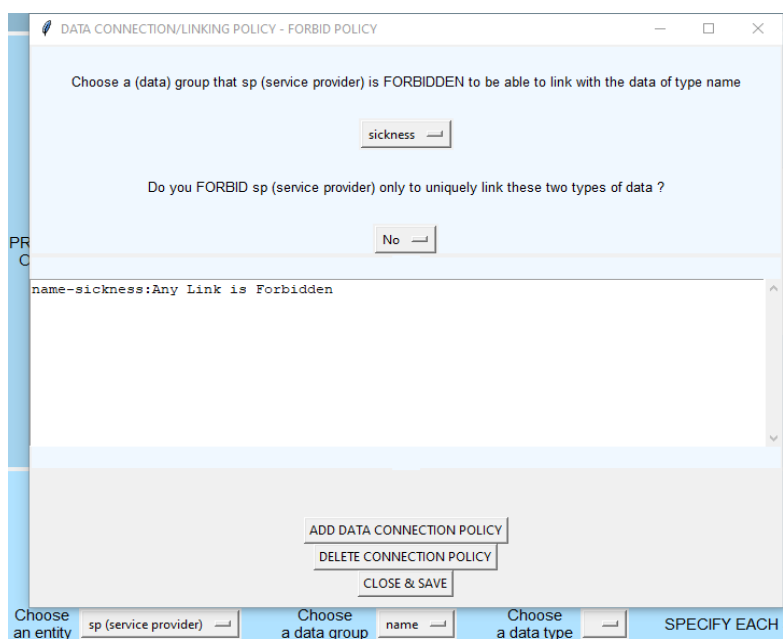 DATA CONNECTION/LINKING POLICY - FORBID POLICY
Choose a (data) group that sp (service provider) is FORBIDDEN to be able to link with the data of type name
sickness
Do you FORBID sp (service provider) only to uniquely link these two types of data ?
No
PR
C
name-sickness:Any Link is Forbidden
ADD DATA CONNECTION POLICY
DELETE CONNECTION POLICY
CLOSE & SAVE
Choose
an entity
sp (service provider)
Choose
a data group
name
Choose
a data type
SPECIFY EACH